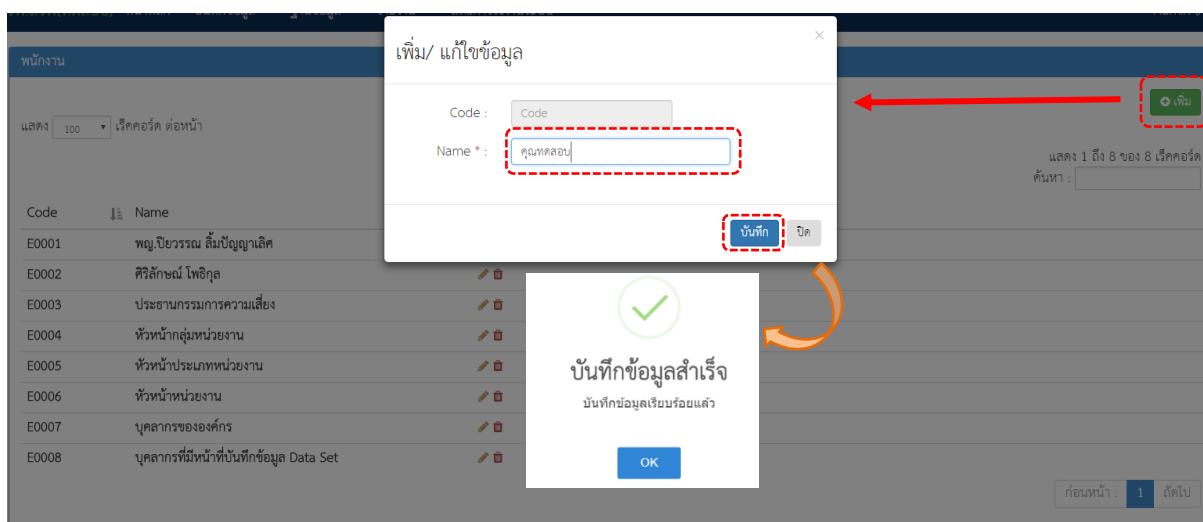 พนักงาน
เพิ่ม/ แก้ไขข้อมูล
×
Code :
Code
Name * :
คุณทดสอบ
บันทึก
ปิด
เพิ่ม
แสดง 100 เร็คคอร์ด ต่อหน้า
แสดง 1 ถึง 8 ของ 8 เร็คคอร์ด
ค้นหา :
Code Name
E0001 พญ.ปิยวรรณ ลิ้มปัญญาเลิศ
E0002 ศิริลักษณ์ โพธิกุล
E0003 ประธานกรรมการความเสี่ยง
E0004 หัวหน้ากลุ่มหน่วยงาน
E0005 หัวหน้าประเภทหน่วยงาน
E0006 หัวหน้าหน่วยงาน
E0007 บุคลากรขององค์กร
E0008 บุคลากรที่มีหน้าที่บันทึกข้อมูล Data Set
บันทึกข้อมูลสำเร็จ
บันทึกข้อมูลเรียบร้อยแล้ว
OK
ก่อนหน้า : 1 ถัดไป